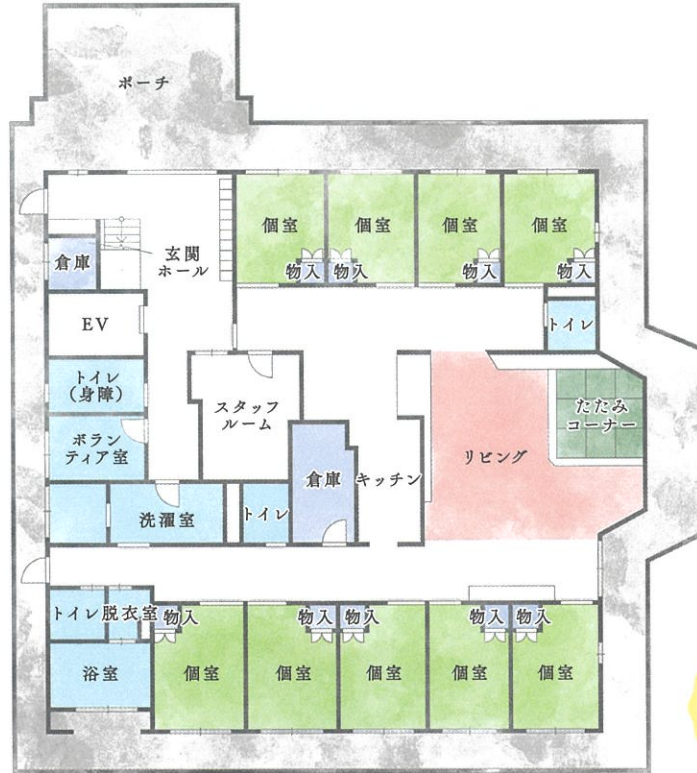 ポーチ
個室
個室
個室
個室
物入
物入
物入
物入
倉庫
玄関
ホール
EV
トイレ
トイレ
(身障)
スタッフ
ルーム
たたみ
コーナー
ボラン
ティア室
倉庫
キッチン
リビング
洗濯室
トイレ
トイレ
脱衣室
物入
物入
物入
物入
物入
浴室
個室
個室
個室
個室
個室